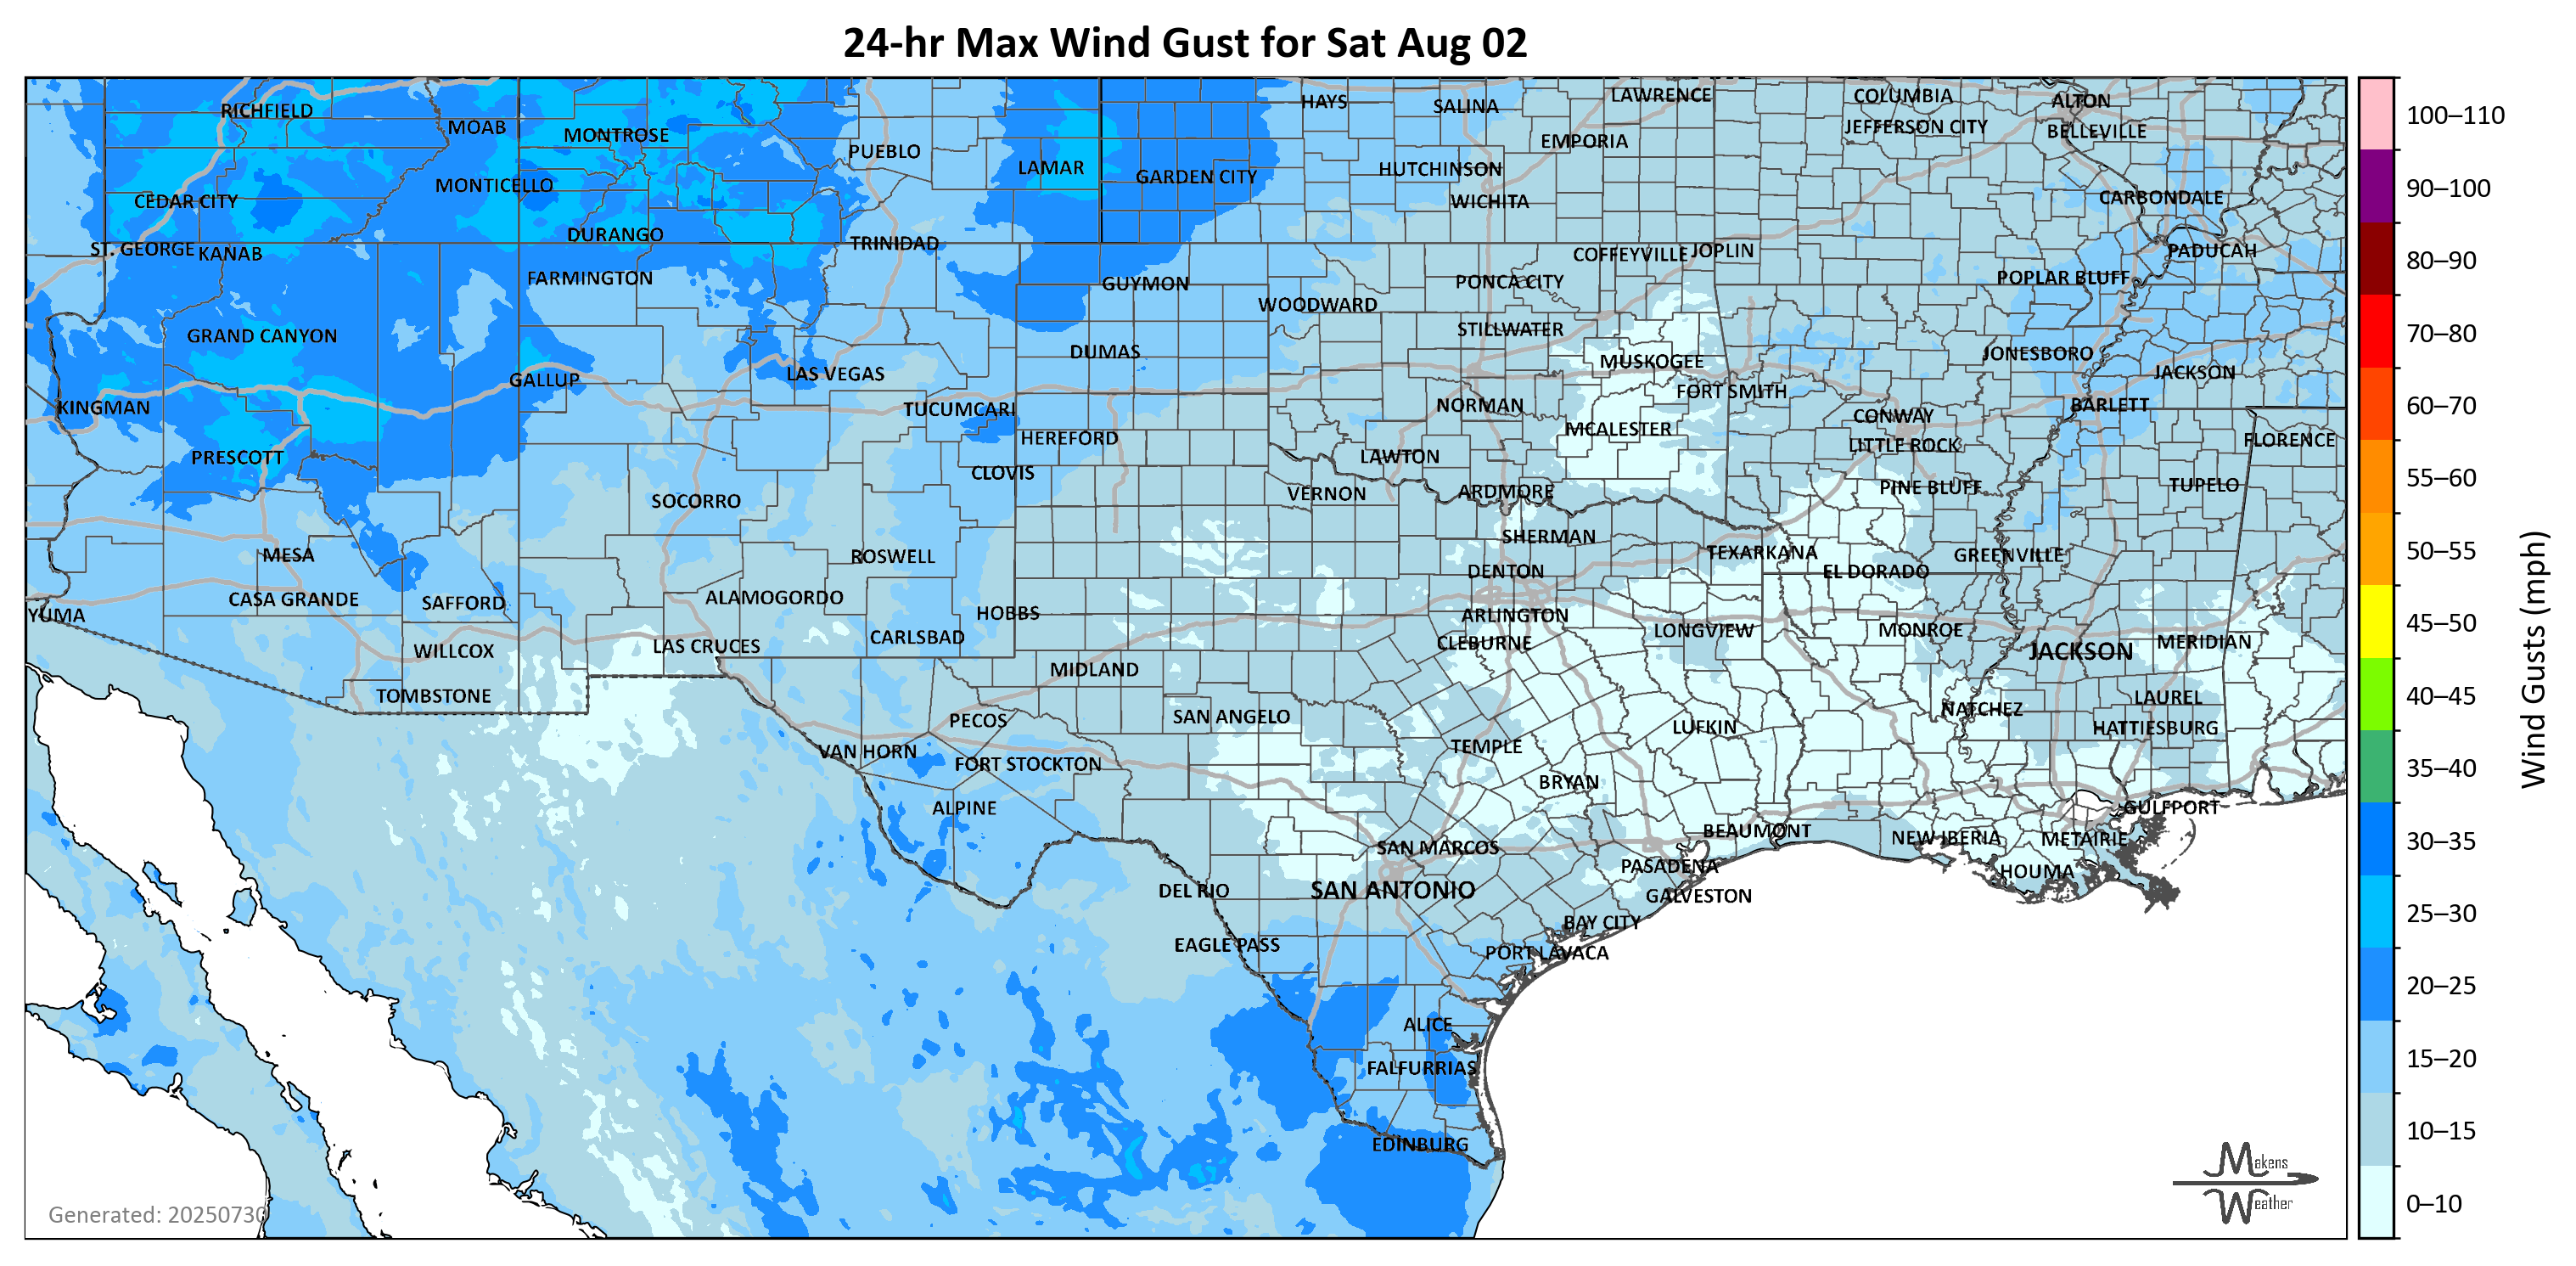 24-hr Max Wind Gust for Sat Aug 02
RICHFIELD
MOAB
MONTROSE
PUEBLO
LAMAR
GARDEN CITY
HAYS
SALINA
LAWRENCE
COLUMBIA
ALTON
JEFFERSON CITY
BELLEVILLE
EMPORIA
HUTCHINSON
WICHITA
CEDAR CITY
MONTICELLO
CARBONDALE
ST. GEORGE
KANAB
DURANGO
TRINIDAD
COFFEYVILLE
JOPLIN
PADUCAH
FARMINGTON
GUYMON
PONCA CITY
POPLAR BLUFF
WOODWARD
GRAND CANYON
STILLWATER
DUMAS
MUSKOGEE
JONESBORO
GALLUP
LAS VEGAS
FORT SMITH
JACKSON
KINGMAN
TUCUMCARI
NORMAN
CONWAY
BARLETT
HEREFORD
MCALESTER
LITTLE ROCK
FLORENCE
PRESCOTT
CLOVIS
LAWTON
SOCORRO
VERNON
ARDMORE
PINE BLUFF
TUPELO
MESA
ROSWELL
SHERMAN
TEXARKANA
GREENVILLE
DENTON
EL DORADO
CASA GRANDE
SAFFORD
ALAMOGORDO
YUMA
HOBBS
ARLINGTON
WILLCOX
LAS CRUCES
CARLSBAD
CLEBURNE
LONGVIEW
MONROE
JACKSON
MERIDIAN
MIDLAND
TOMBSTONE
PECOS
SAN ANGELO
LUFKIN
NATCHEZ
LAUREL
HATTIESBURG
VAN HORN
FORT STOCKTON
TEMPLE
BRYAN
ALPINE
GULFPORT
BEAUMONT
NEW IBERIA
METAIRIE
SAN MARCOS
PASADENA
HOUMA
DEL RIO
SAN ANTONIO
GALVESTON
BAY CITY
EAGLE PASS
PORT LAVACA
ALICE
FALFURRIAS
EDINBURG
Generated: 20250730
Makens
Weather
100–110
90–100
80–90
70–80
60–70
55–60
50–55
45–50
40–45
35–40
30–35
25–30
20–25
15–20
10–15
0–10
Wind Gusts (mph)